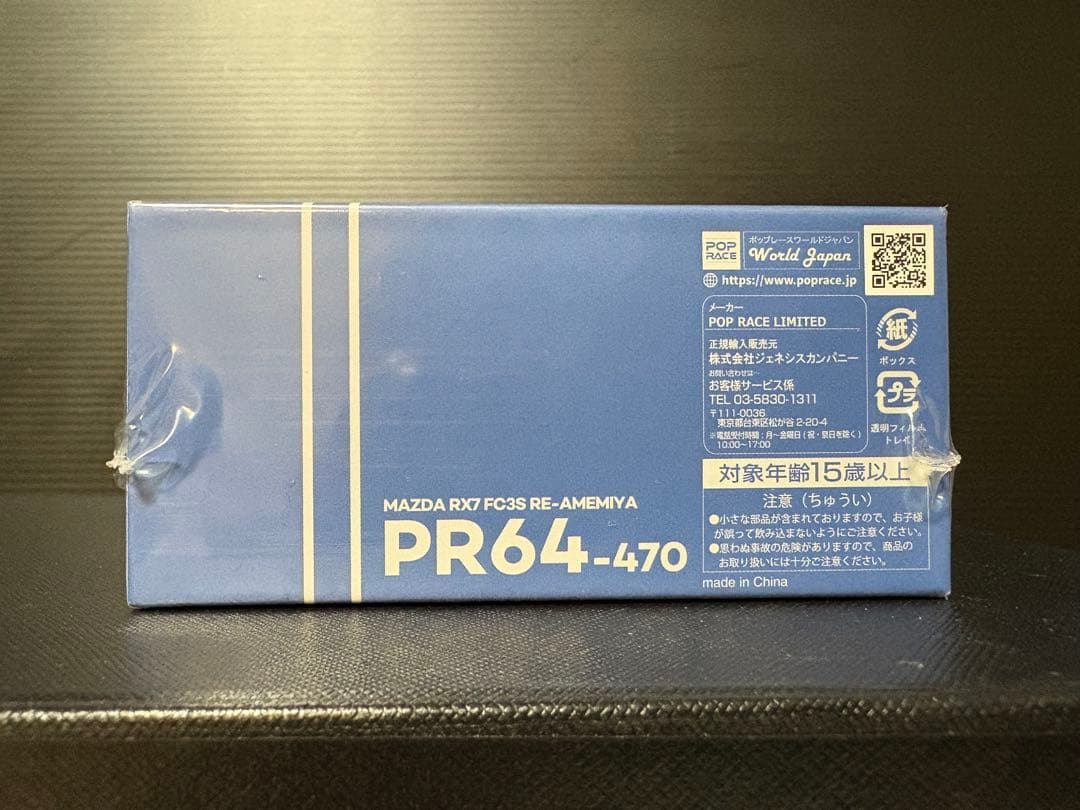 POP
RACE
ポップレースワールドジャパン
World Japan
https://www.poprace.jp
メーカー
POP RACE LIMITED
正規輸入販売元
株式会社ジェネシスカンパニー
お問い合わせは…
お客様サービス係
TEL 03-5830-1311
〒111-0036
東京都台東区松が谷 2-20-4
※電話受付時間:月〜金曜日(祝・祭日を除く)
10:00〜17:00
紙
ボックス
プラ
透明フィルム
トレイ
対象年齢15歳以上
注意(ちゅうい)
●小さな部品が含まれておりますので、お子様
が誤って飲み込まないようにご注意ください。
●思わぬ事故の危険がありますので、商品の
お取り扱いには十分ご注意ください。
made in China
MAZDA RX7 FC3S RE-AMEMIYA
PR64-470